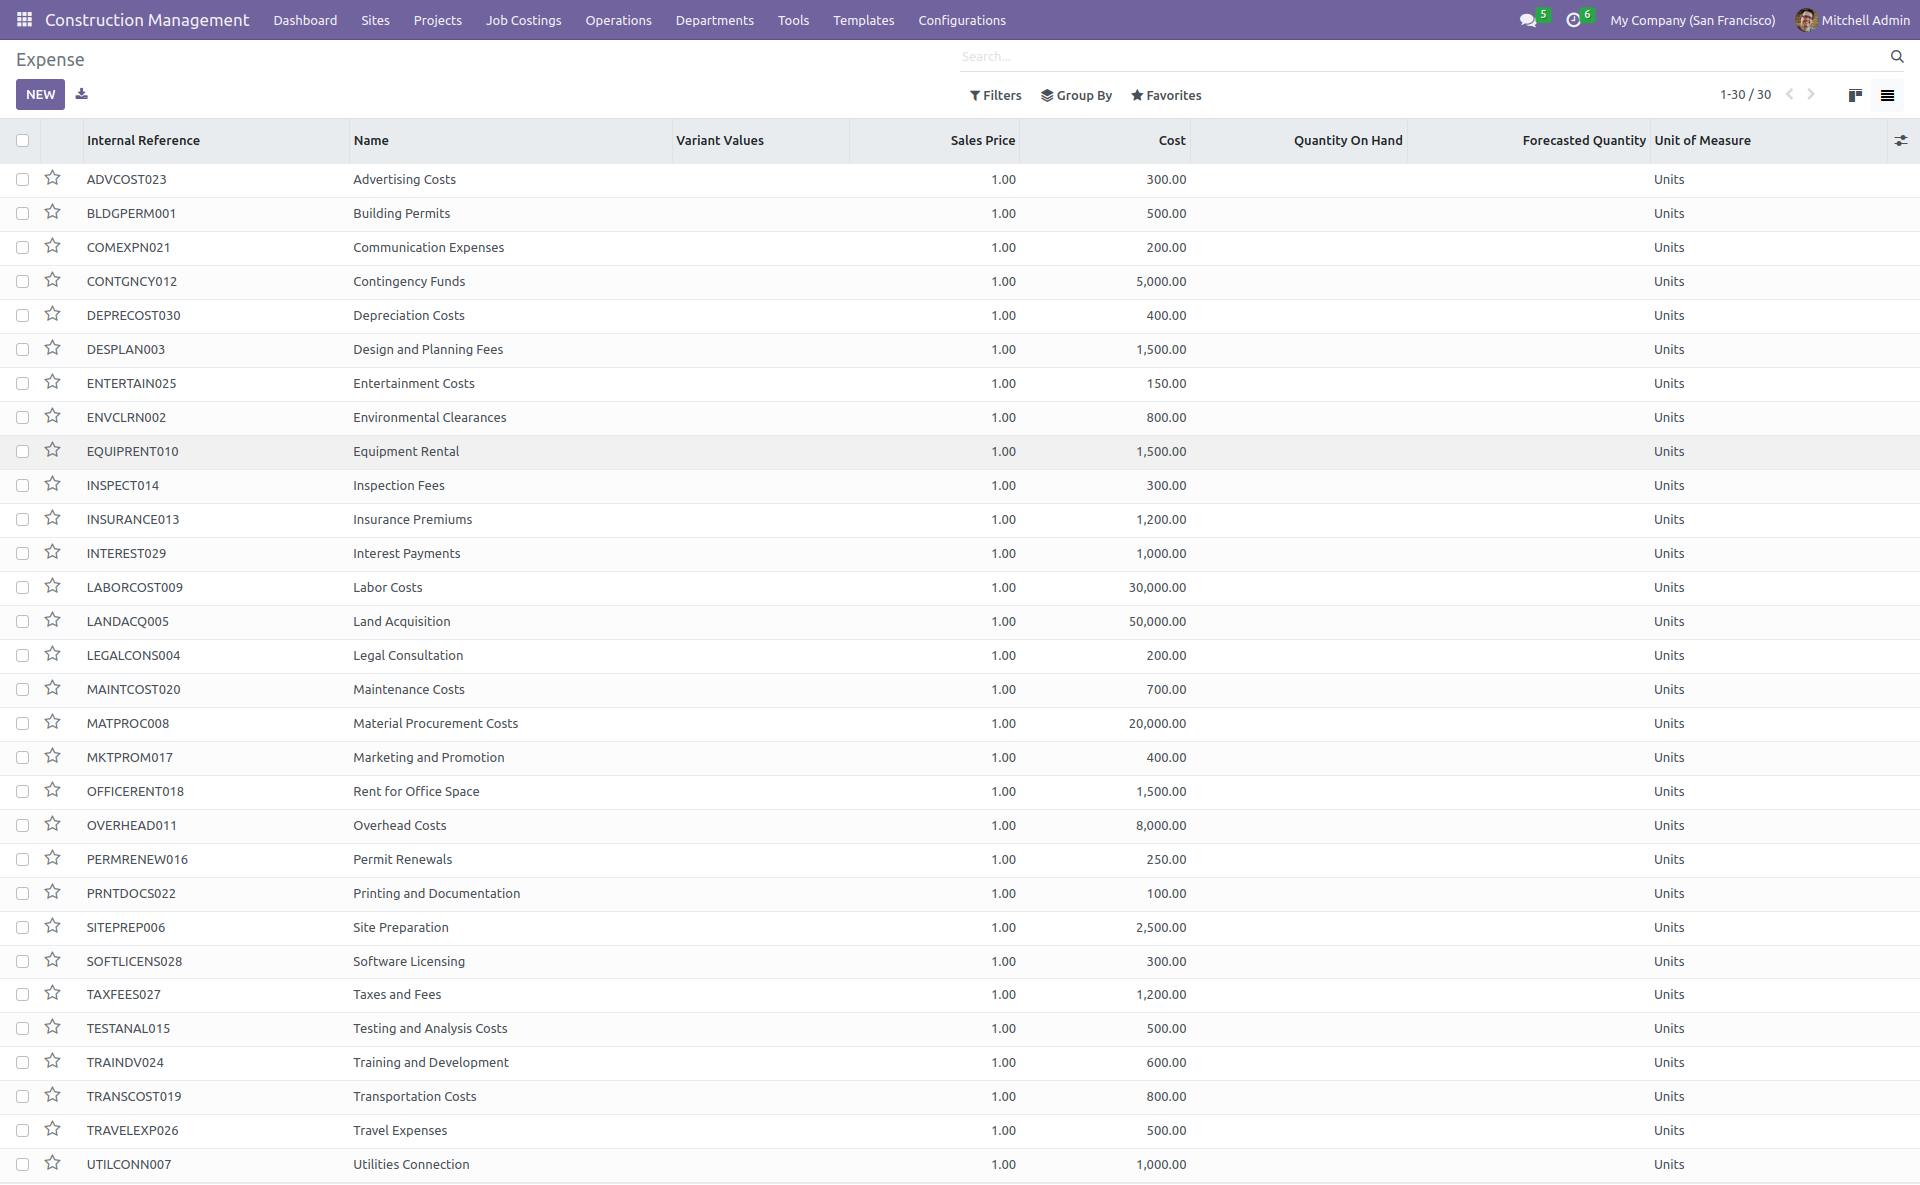 Construction Management Dashboard Sites Projects Job Costings Operations Departments Tools Templates Configurations 5 6 My Company (San Francisco) Mitchell Admin
Expense Search...
NEW Filters Group By Favorites 1-30 / 30
Internal Reference Name Variant Values Sales Price Cost Quantity On Hand Forecasted Quantity Unit of Measure
ADVCOST023 Advertising Costs 1.00 300.00 Units
BLDGPERM001 Building Permits 1.00 500.00 Units
COMEXPN021 Communication Expenses 1.00 200.00 Units
CONTGNCY012 Contingency Funds 1.00 5,000.00 Units
DEPRECOST030 Depreciation Costs 1.00 400.00 Units
DESPLAN003 Design and Planning Fees 1.00 1,500.00 Units
ENTERTAIN025 Entertainment Costs 1.00 150.00 Units
ENVCLRN002 Environmental Clearances 1.00 800.00 Units
EQUIPRENT010 Equipment Rental 1.00 1,500.00 Units
INSPECT014 Inspection Fees 1.00 300.00 Units
INSURANCE013 Insurance Premiums 1.00 1,200.00 Units
INTEREST029 Interest Payments 1.00 1,000.00 Units
LABORCOST009 Labor Costs 1.00 30,000.00 Units
LANDACQ005 Land Acquisition 1.00 50,000.00 Units
LEGALCONS004 Legal Consultation 1.00 200.00 Units
MAINTCOST020 Maintenance Costs 1.00 700.00 Units
MATPROC008 Material Procurement Costs 1.00 20,000.00 Units
MKTPROM017 Marketing and Promotion 1.00 400.00 Units
OFFICERENT018 Rent for Office Space 1.00 1,500.00 Units
OVERHEAD011 Overhead Costs 1.00 8,000.00 Units
PERMRENEW016 Permit Renewals 1.00 250.00 Units
PRNTDOCS022 Printing and Documentation 1.00 100.00 Units
SITEPREP006 Site Preparation 1.00 2,500.00 Units
SOFTLICENS028 Software Licensing 1.00 300.00 Units
TAXFEES027 Taxes and Fees 1.00 1,200.00 Units
TESTANAL015 Testing and Analysis Costs 1.00 500.00 Units
TRAINDV024 Training and Development 1.00 600.00 Units
TRANSCOST019 Transportation Costs 1.00 800.00 Units
TRAVELEXP026 Travel Expenses 1.00 500.00 Units
UTILCONN007 Utilities Connection 1.00 1,000.00 Units